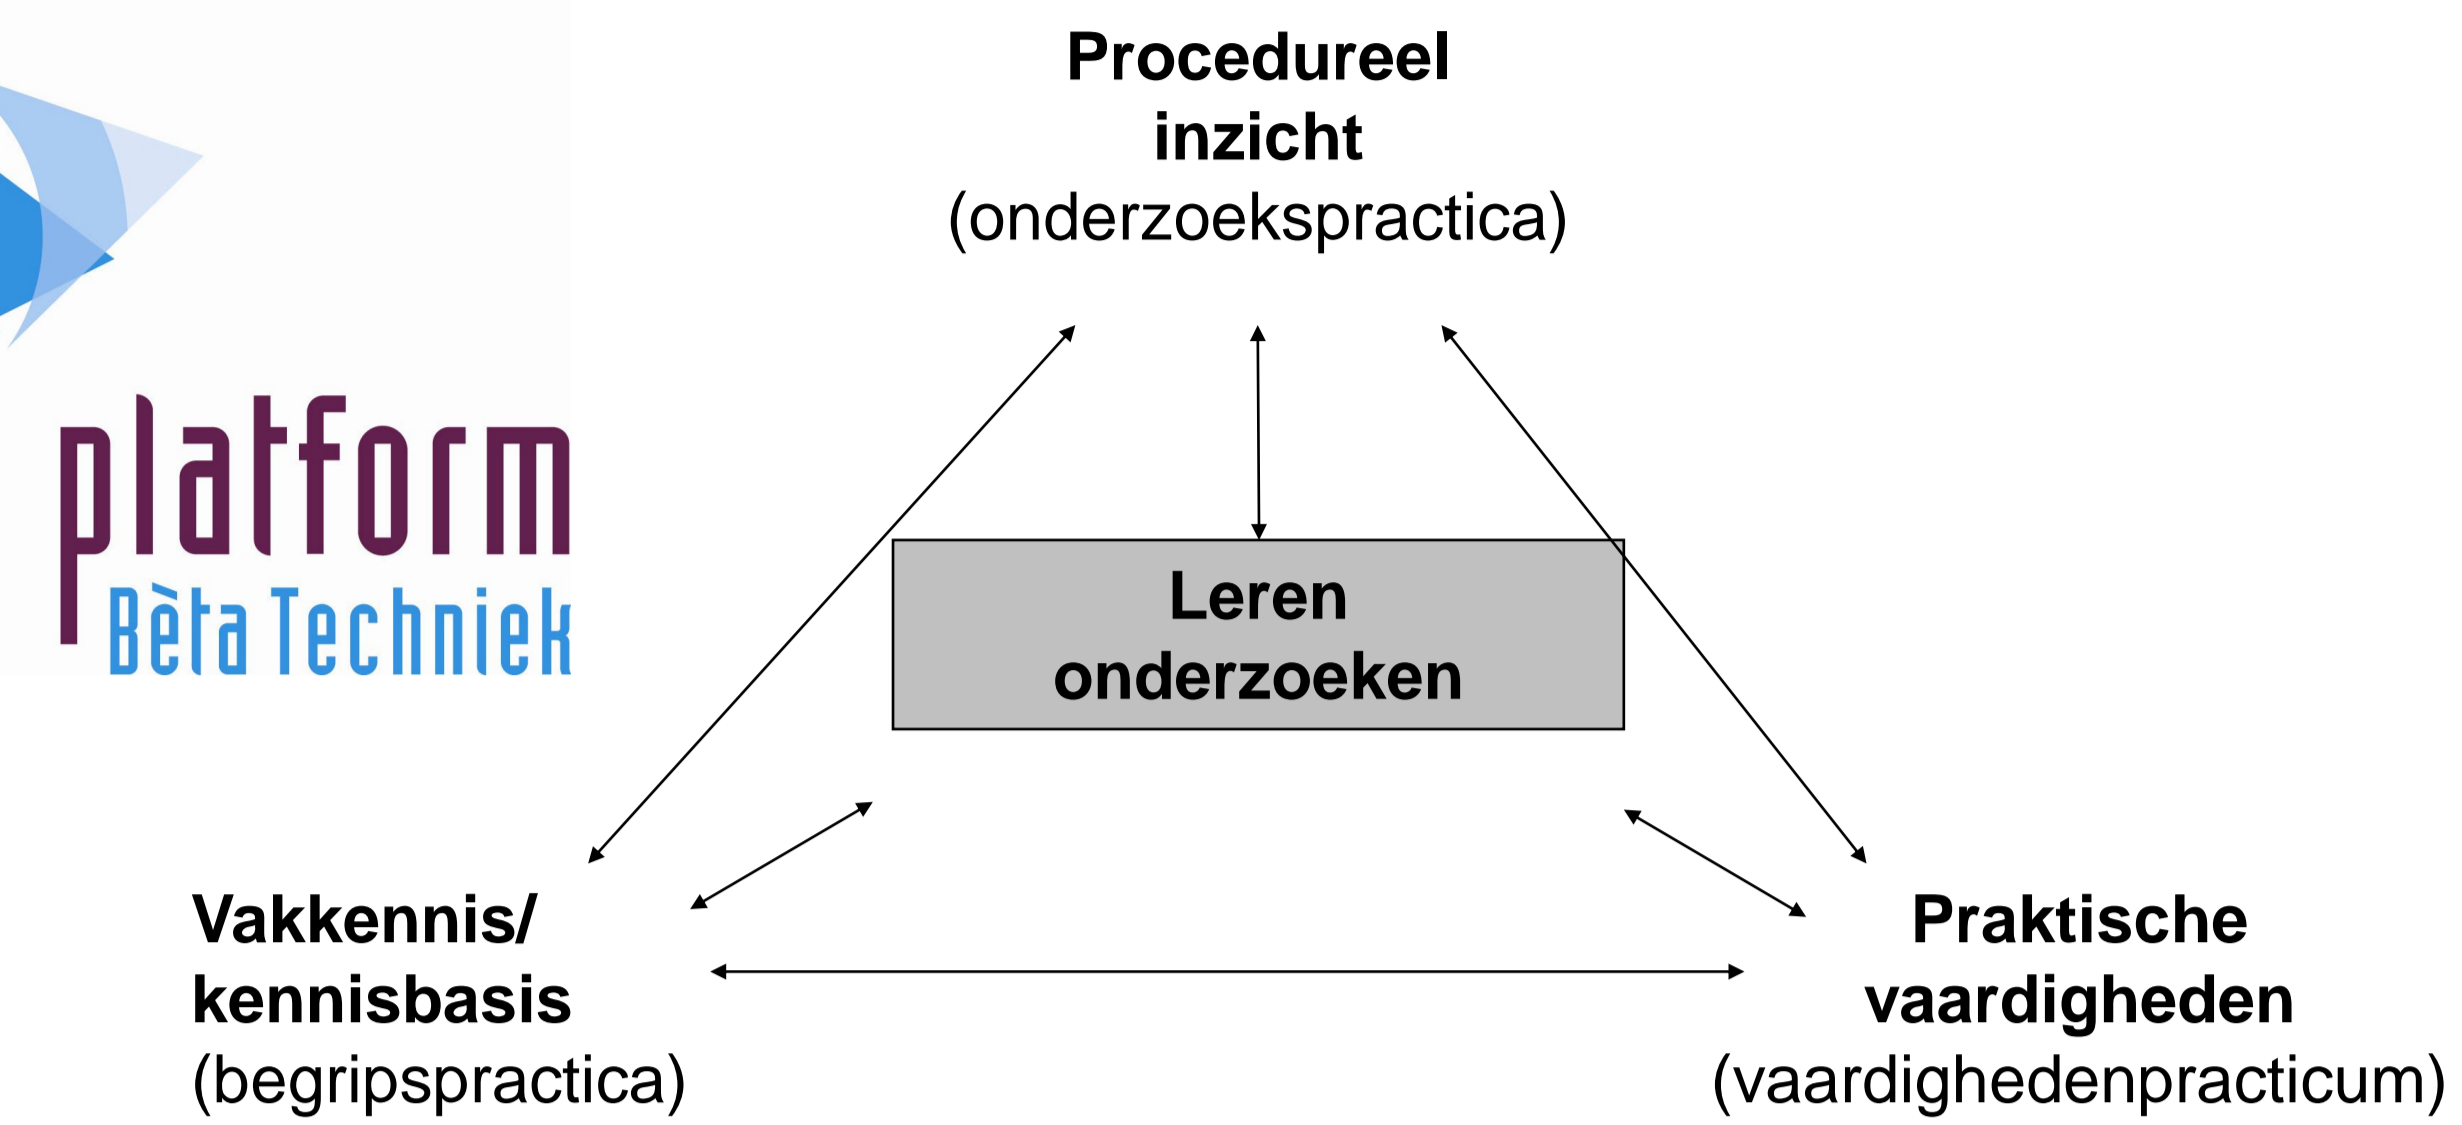 Procedureel
inzicht
(onderzoekspractica)
platform
Bèta Techniek
Leren
onderzoeken
Vakkennis/
kennisbasis
(begripspractica)
Praktische
vaardigheden
(vaardighedenpracticum)